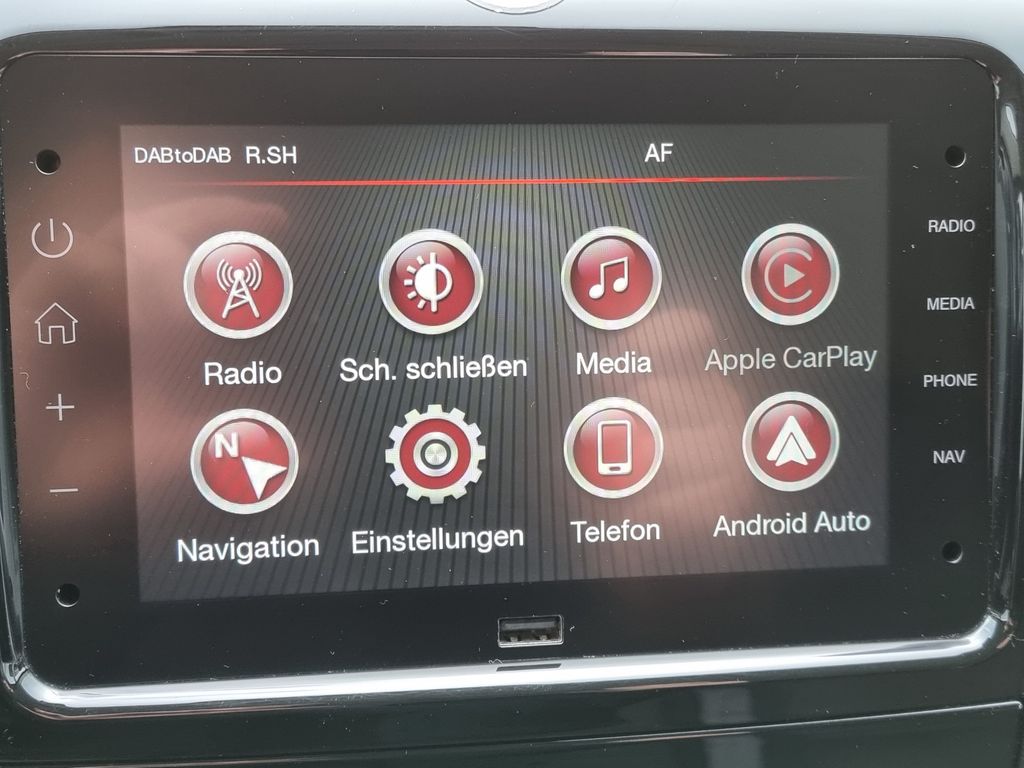 DABtoDAB R.SH AF
RADIO
MEDIA
PHONE
NAV
Radio
Sch. schließen
Media
Apple CarPlay
N
Navigation
Einstellungen
Telefon
Android Auto